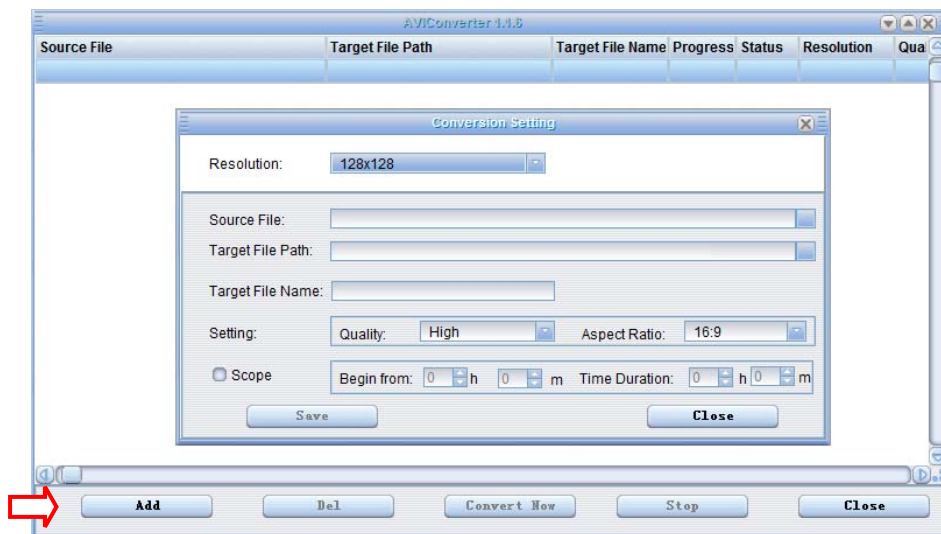 AVIConverter 1.1.6
Source File Target File Path Target File Name Progress Status Resolution Qua
Conversion Setting
Resolution: 128x128
Source File:
Target File Path:
Target File Name:
Setting: Quality: High Aspect Ratio: 16:9
Scope Begin from: 0 h 0 m Time Duration: 0 h 0 m
Save Close
Add Del Convert Now Stop Close